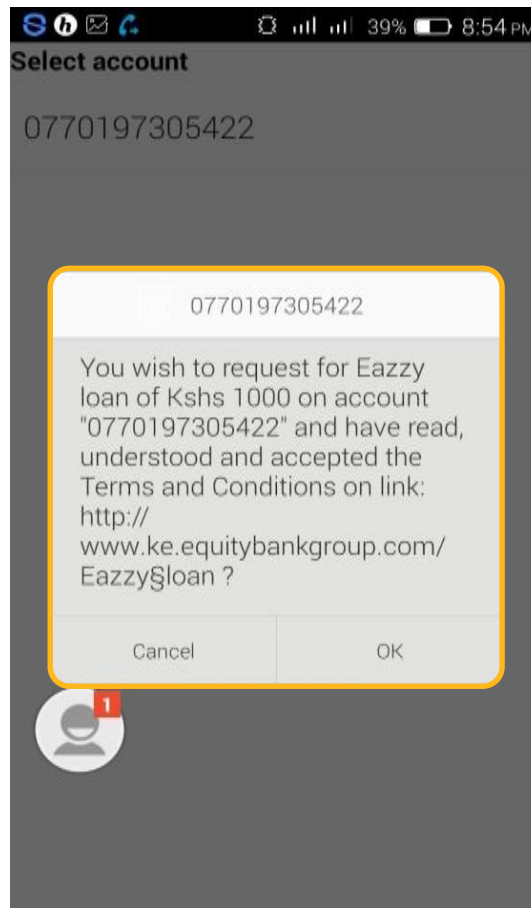 39% 8:54 PM
Select account
0770197305422
0770197305422
You wish to request for Eazzy
loan of Kshs 1000 on account
"0770197305422" and have read,
understood and accepted the
Terms and Conditions on link:
http://
www.ke.equitybankgroup.com/
Eazzy§loan ?
Cancel OK
1